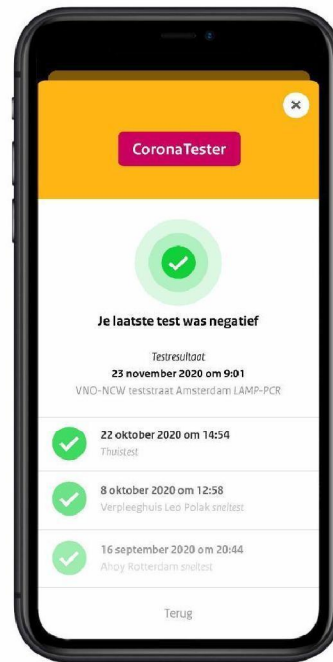 CoronaTester
Je laatste test was negatief
Testresultaat
23 november 2020 om 9:01
VNO-NCW teststraat Amsterdam LAMP-PCR
22 oktober 2020 om 14:54
Thuistest
8 oktober 2020 om 12:58
Verpleeghuis Leo Polak sneltest
16 september 2020 om 20:44
Ahoy Rotterdam sneltest
Terug